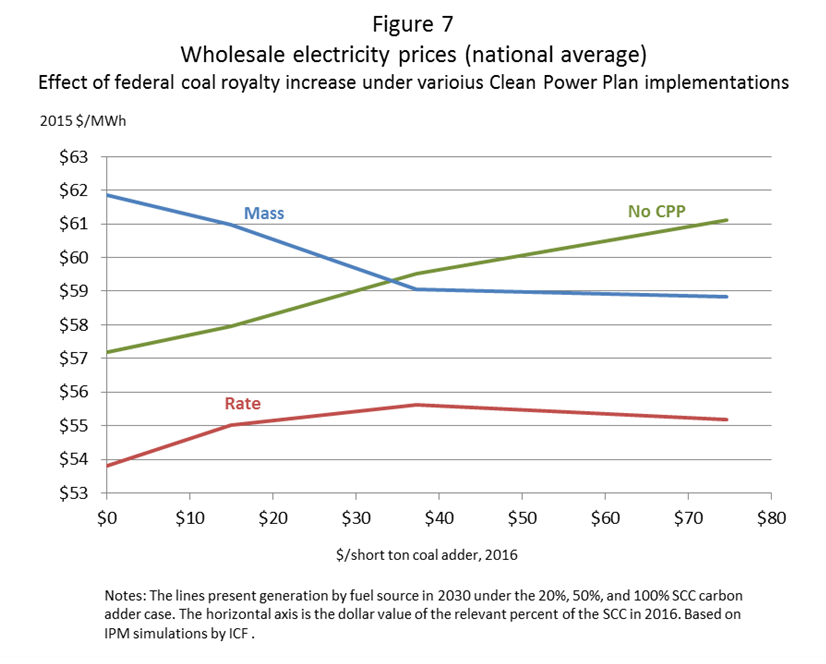 Figure 7
Wholesale electricity prices (national average)
Effect of federal coal royalty increase under varioius Clean Power Plan implementations
2015 $/MWh
$63
$62
$61
$60
$59
$58
$57
$56
$55
$54
$53
Mass
No CPP
Rate
$0 $10 $20 $30 $40 $50 $60 $70 $80
$/short ton coal adder, 2016
Notes: The lines present generation by fuel source in 2030 under the 20%, 50%, and 100% SCC carbon
adder case. The horizontal axis is the dollar value of the relevant percent of the SCC in 2016. Based on
IPM simulations by ICF .